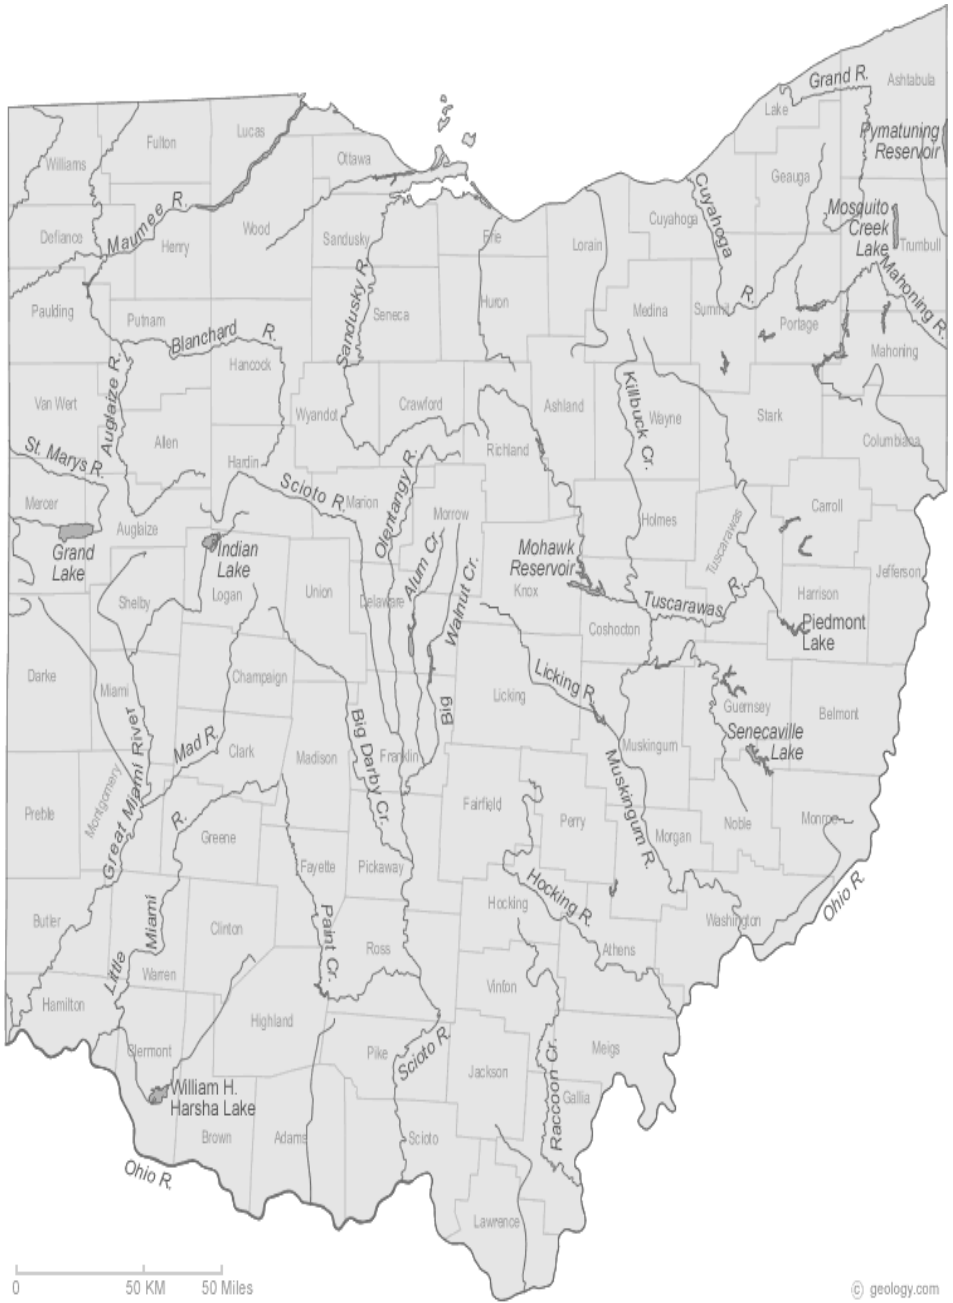 Grand R.
Ashtabula
Lake
Lucas
Fulton
Williams
Ottawa
Pymatuning
Reservoir
Geauga
Cuyahoga
Maumee R.
Mosquito
Creek
Lake
Cuyahoga
R.
Wood
Sandusky
Erie
Lorain
Defiance
Henry
Trumbull
Mahoning R.
Sandusky R.
Huron
Medina
Summit
Paulding
Putnam
Seneca
Portage
Blanchard R.
Mahoning
Hancock
Auglaize R.
Van Wert
Wyandot
Crawford
Ashland
Killbuck Cr.
Wayne
Stark
Allen
Columbiana
Richland
St. Marys R.
Hardin
Olentangy R.
Scioto R.
Marion
Mercer
Carroll
Morrow
Auglaize
Holmes
Tuscarawas
Grand
Lake
Indian
Lake
Alum Cr.
Mohawk
Reservoir
Jefferson
Walnut Cr.
Big
Logan
Union
Knox
Harrison
Shelby
Delaware
Tuscarawas
R.
Coshocton
Piedmont
Lake
Darke
Champaign
Licking R.
Miami
Licking
Guernsey
Belmont
Great Miami River
Mad R.
Big Darby Cr.
Senecaville
Lake
Clark
Madison
Franklin
Muskingum
Muskingum R.
Montgomery
Preble
Fairfield
Perry
Noble
Monroe
Little
Miami
R.
Greene
Morgan
Fayette
Pickaway
Hocking R.
Ohio R.
Butler
Hocking
Washington
Paint Cr.
Clinton
Ross
Athens
Warren
Vinton
Hamilton
Highland
Scioto R.
Clermont
Pike
Meigs
Jackson
Raccoon Cr.
William H.
Harsha Lake
Gallia
Brown
Adams
Scioto
Ohio R.
Lawrence
0
50 KM
50 Miles
© geology.com